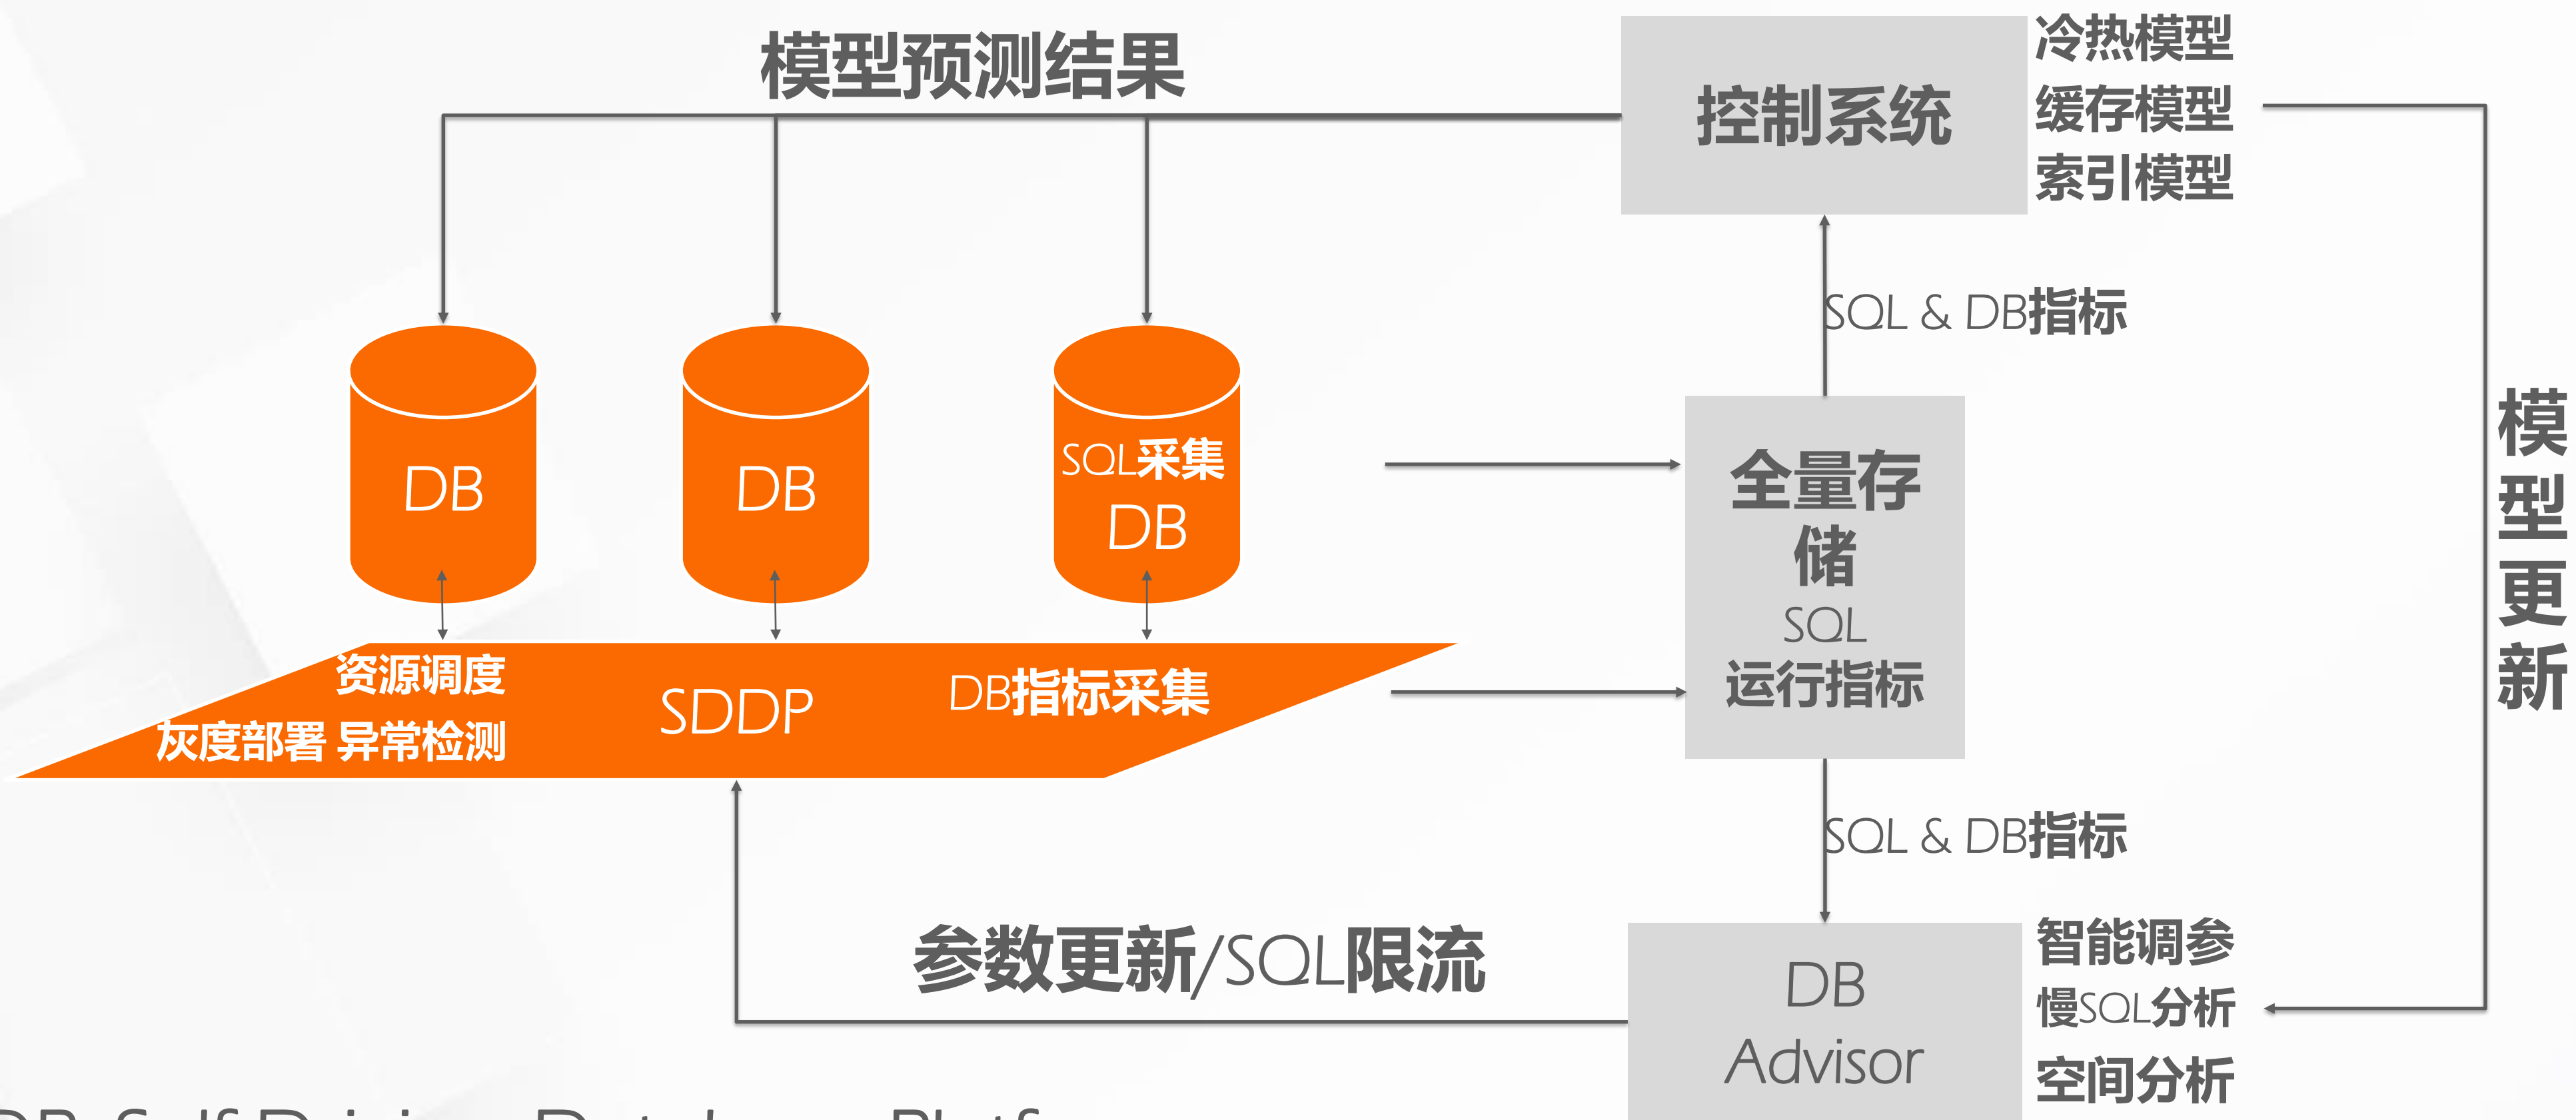 模型预测结果
控制系统
冷热模型
缓存模型
索引模型
SQL & DB指标
DB
DB
SQL采集
DB
全量存
储
SQL
运行指标
模
型
更
新
资源调度
灰度部署 异常检测
SDDP
DB指标采集
SQL & DB指标
参数更新/SQL限流
DB
Advisor
智能调参
慢SQL分析
空间分析